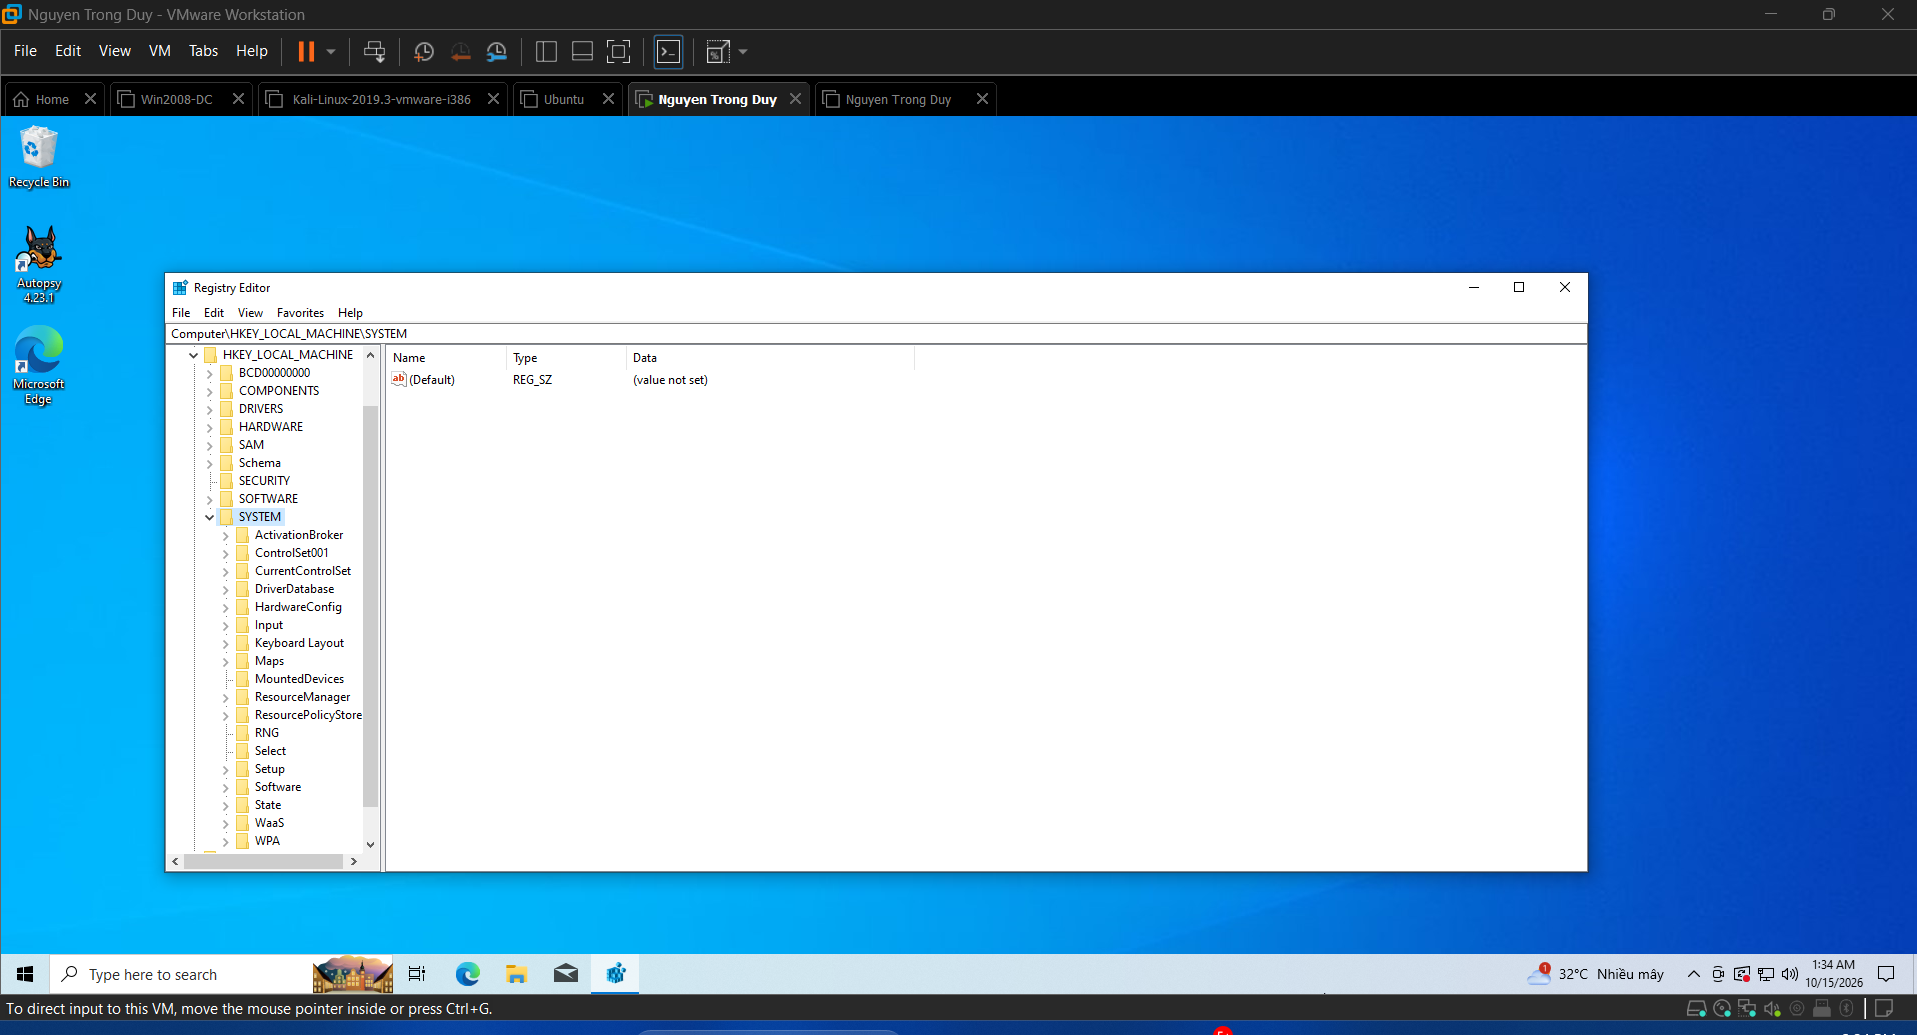 Nguyen Trong Duy - VMware Workstation
File Edit View VM Tabs Help
Home
Win2008-DC
Kali-Linux-2019.3-vmware-i386
Ubuntu
Nguyen Trong Duy
Nguyen Trong Duy
Recycle Bin
Autopsy
4.23.1
Microsoft
Edge
Registry Editor
File Edit View Favorites Help
Computer\HKEY_LOCAL_MACHINE\SYSTEM
HKEY_LOCAL_MACHINE
BCD00000000
COMPONENTS
DRIVERS
HARDWARE
SAM
Schema
SECURITY
SOFTWARE
SYSTEM
ActivationBroker
ControlSet001
CurrentControlSet
DriverDatabase
HardwareConfig
Input
Keyboard Layout
Maps
MountedDevices
ResourceManager
ResourcePolicyStore
RNG
Select
Setup
Software
State
WaaS
WPA
Name Type Data
ab (Default) REG_SZ (value not set)
Type here to search
1
32°C Nhiều mây
1:34 AM
10/15/2026
To direct input to this VM, move the mouse pointer inside or press Ctrl+G.